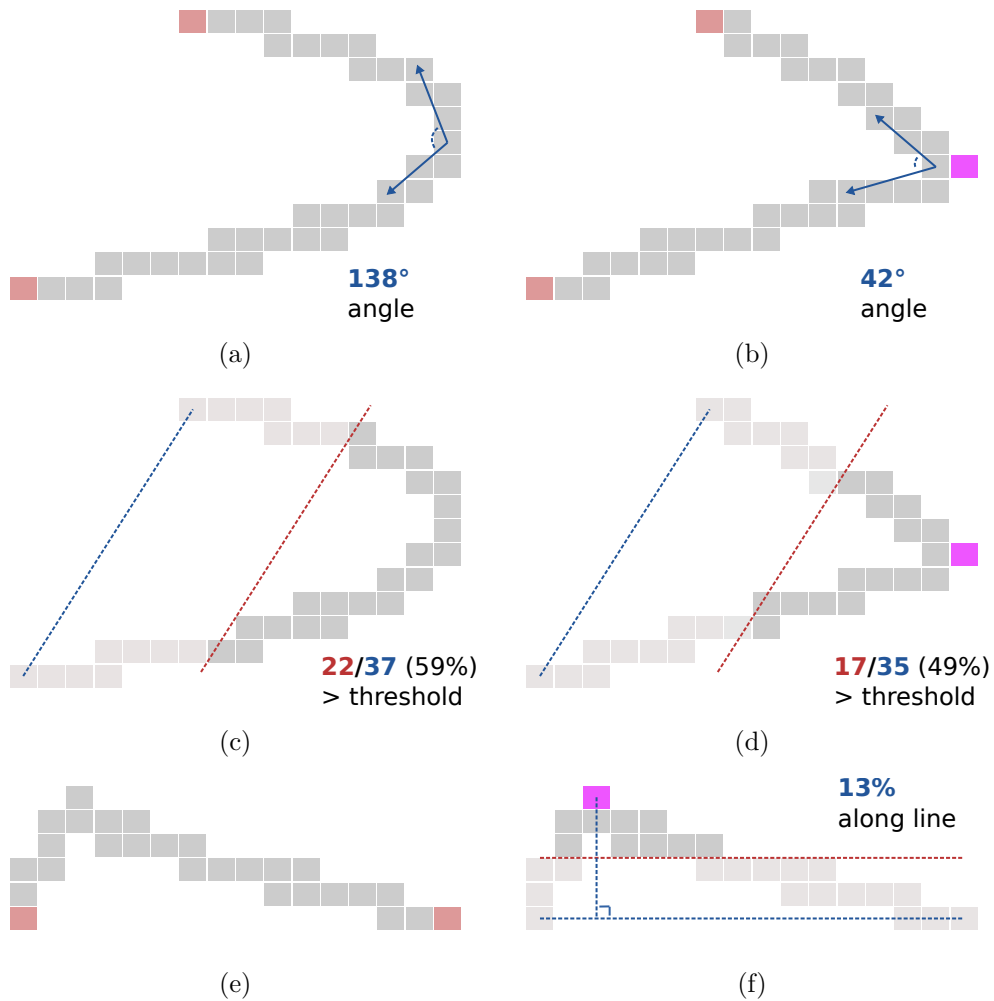 138°
angle
42°
angle
(a)
(b)
22/37 (59%)
> threshold
17/35 (49%)
> threshold
(c)
(d)
13%
along line
(e)
(f)